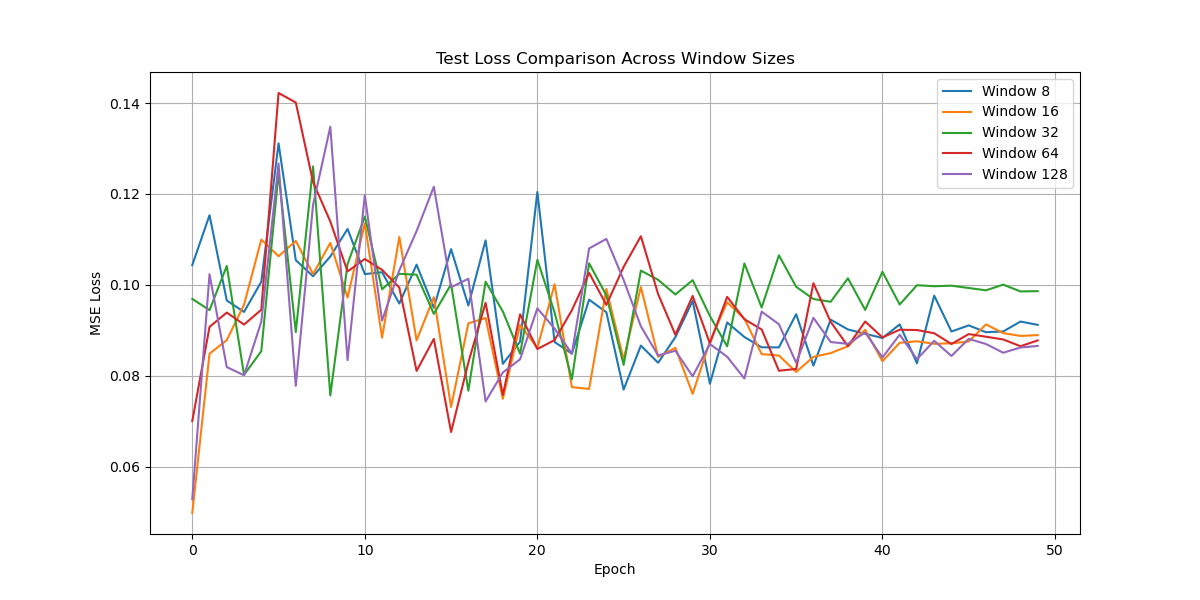 Test Loss Comparison Across Window Sizes
MSE Loss
0.14
0.12
0.10
0.08
0.06
Window 8
Window 16
Window 32
Window 64
Window 128
0 10 20 30 40 50
Epoch